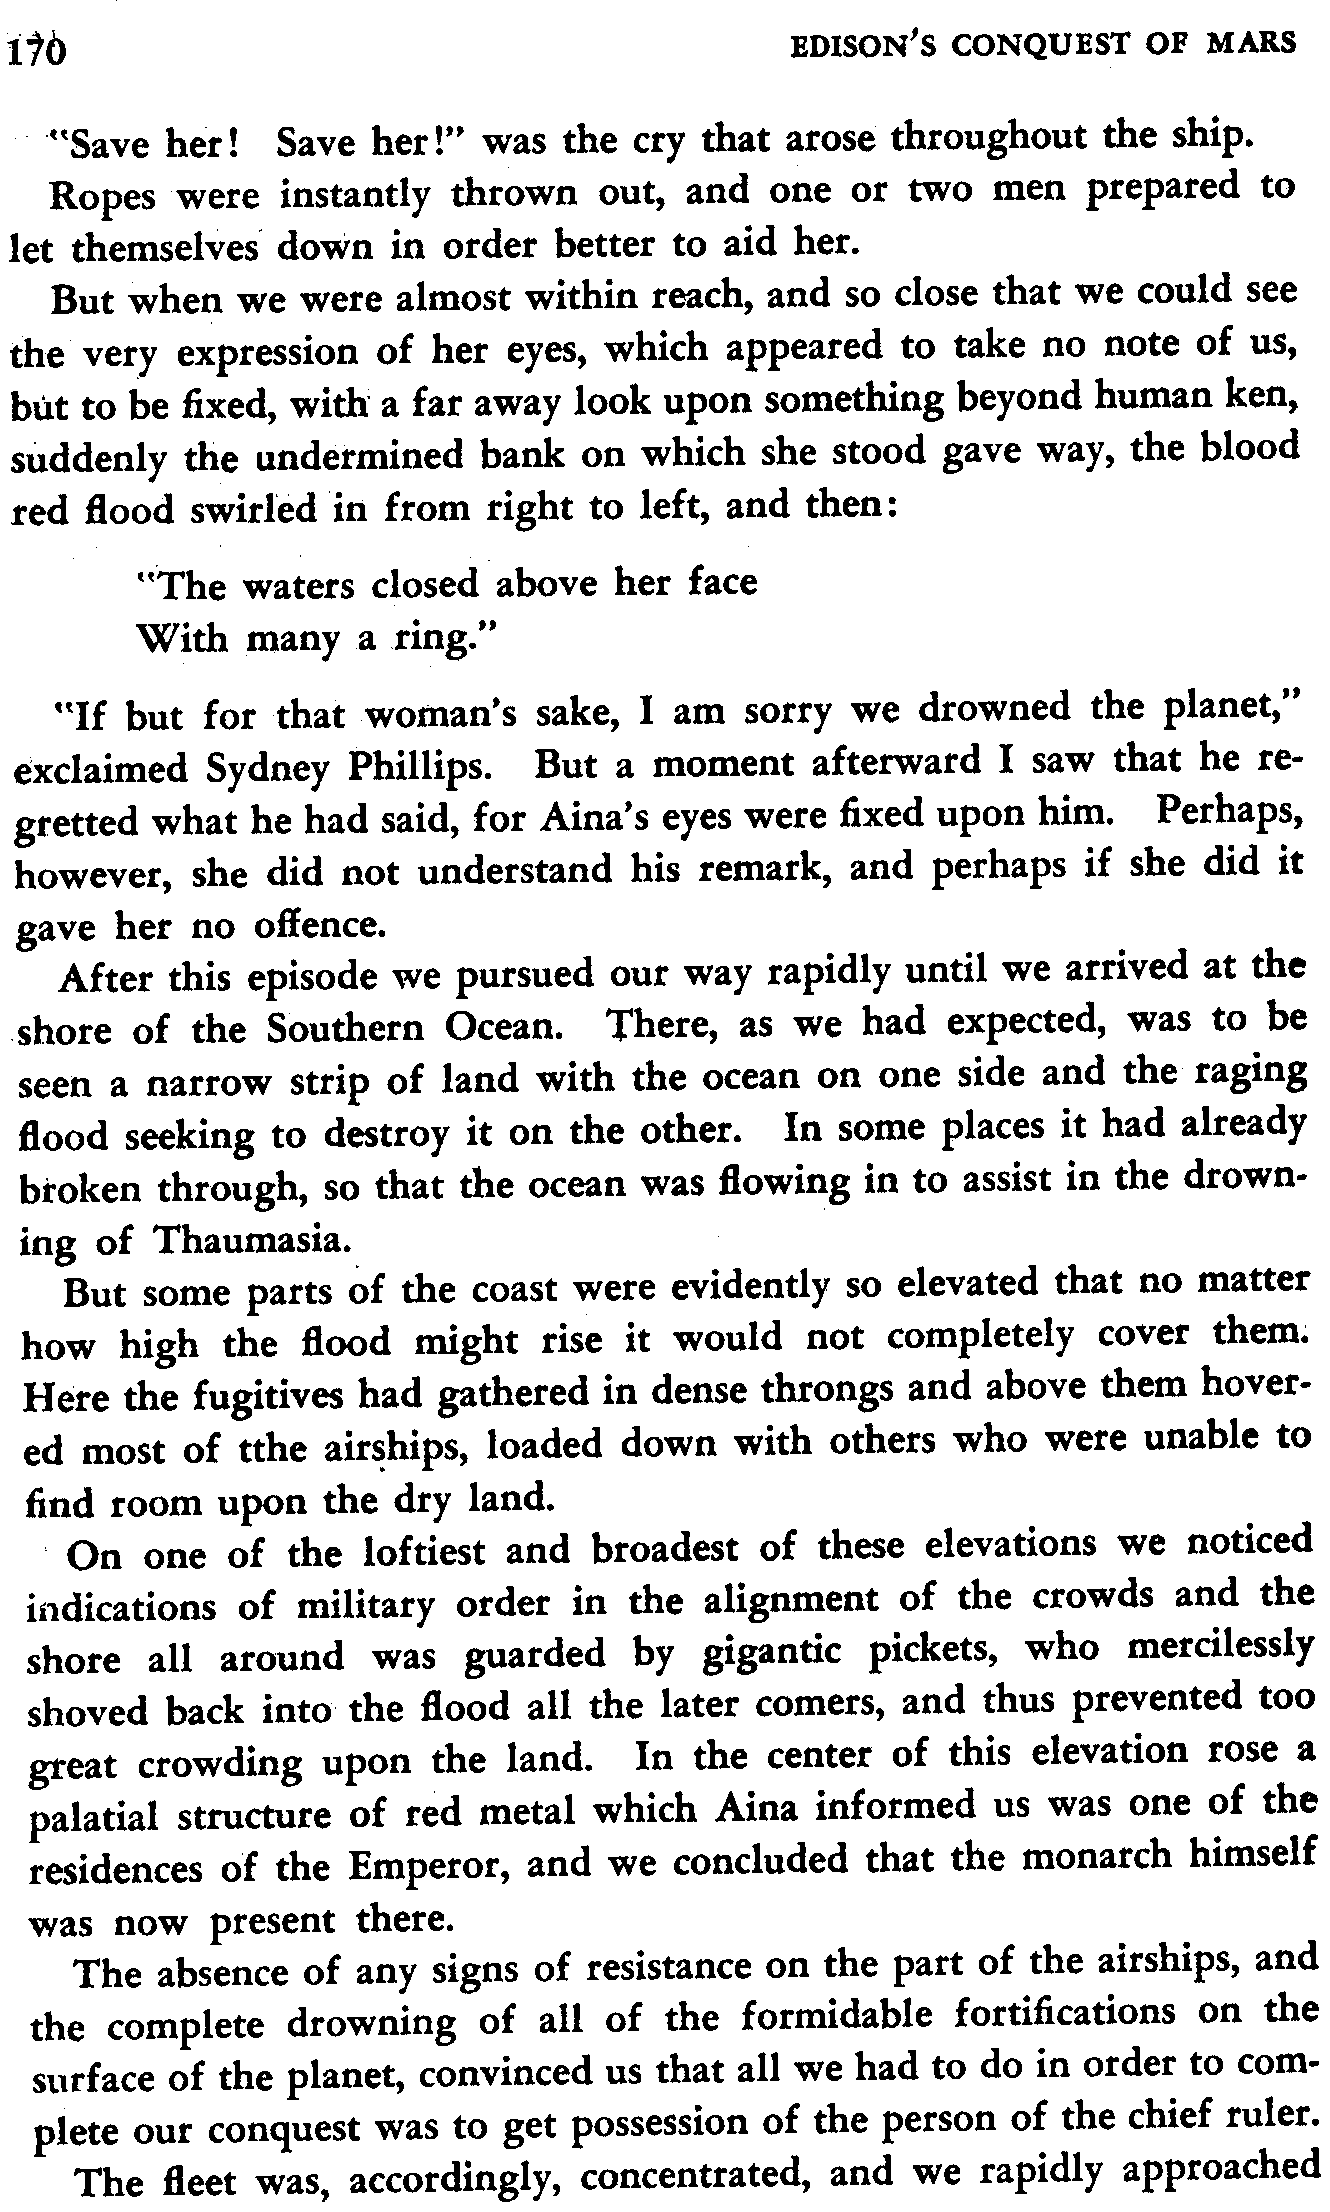 170 EDISON'S CONQUEST OF MARS
"Save her! Save her!" was the cry that arose throughout the ship.
Ropes were instantly thrown out, and one or two men prepared to
let themselves down in order better to aid her.
But when we were almost within reach, and so close that we could see
the very expression of her eyes, which appeared to take no note of us,
but to be fixed, with a far away look upon something beyond human ken,
suddenly the undermined bank on which she stood gave way, the blood
red flood swirled in from right to left, and then:
"The waters closed above her face
With many a ring."
"If but for that woman's sake, I am sorry we drowned the planet,"
exclaimed Sydney Phillips. But a moment afterward I saw that he re-
gretted what he had said, for Aina's eyes were fixed upon him. Perhaps,
however, she did not understand his remark, and perhaps if she did it
gave her no offence.
After this episode we pursued our way rapidly until we arrived at the
shore of the Southern Ocean. There, as we had expected, was to be
seen a narrow strip of land with the ocean on one side and the raging
flood seeking to destroy it on the other. In some places it had already
broken through, so that the ocean was flowing in to assist in the drown-
ing of Thaumasia.
But some parts of the coast were evidently so elevated that no matter
how high the flood might rise it would not completely cover them.
Here the fugitives had gathered in dense throngs and above them hover-
ed most of tthe airships, loaded down with others who were unable to
find room upon the dry land.
On one of the loftiest and broadest of these elevations we noticed
indications of military order in the alignment of the crowds and the
shore all around was guarded by gigantic pickets, who mercilessly
shoved back into the flood all the later comers, and thus prevented too
great crowding upon the land. In the center of this elevation rose a
palatial structure of red metal which Aina informed us was one of the
residences of the Emperor, and we concluded that the monarch himself
was now present there.
The absence of any signs of resistance on the part of the airships, and
the complete drowning of all of the formidable fortifications on the
surface of the planet, convinced us that all we had to do in order to com-
plete our conquest was to get possession of the person of the chief ruler.
The fleet was, accordingly, concentrated, and we rapidly approached